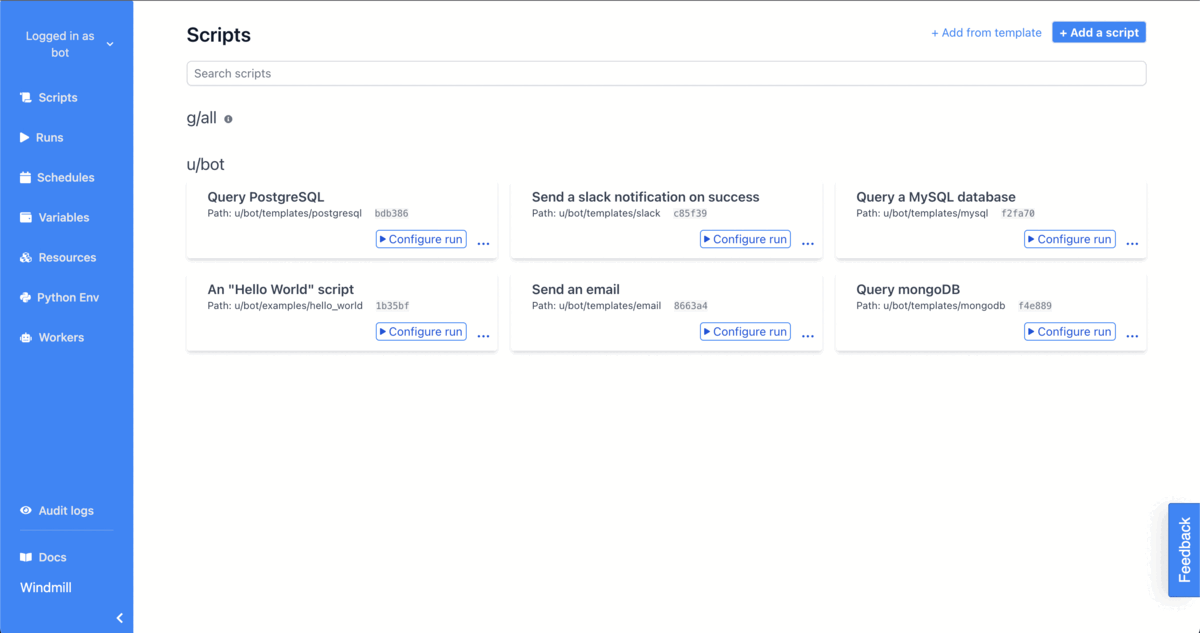 Logged in as
bot
Scripts
Runs
Schedules
Variables
Resources
Python Env
Workers
Audit logs
Docs
Windmill
Scripts
+ Add from template
+ Add a script
Search scripts
g/all
u/bot
Query PostgreSQL
Path: u/bot/templates/postgresql bdb386
Configure run
...
Send a slack notification on success
Path: u/bot/templates/slack c85f39
Configure run
...
Query a MySQL database
Path: u/bot/templates/mysql f2fa70
Configure run
...
An "Hello World" script
Path: u/bot/examples/hello_world 1b35bf
Configure run
...
Send an email
Path: u/bot/templates/email 8663a4
Configure run
...
Query mongoDB
Path: u/bot/templates/mongodb f4e889
Configure run
...
Feedback